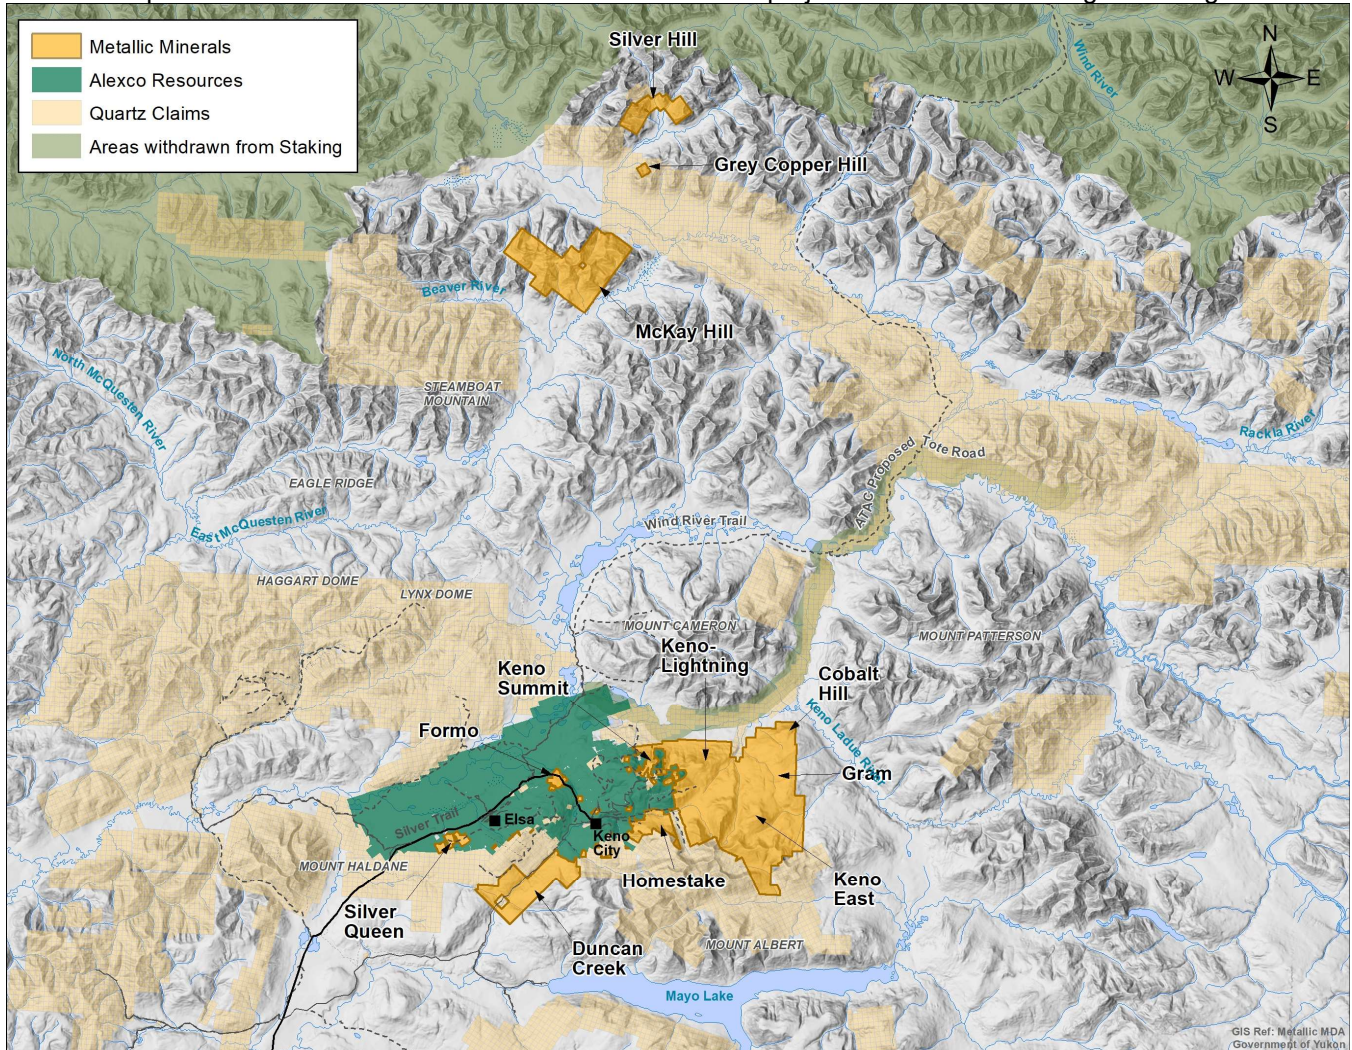 Silver Hill
N
W E
S
Wind River
Metallic Minerals
Alexco Resources
Quartz Claims
Areas withdrawn from Staking
Grey Copper Hill
Beaver River
McKay Hill
North McQuesten River
STEAMBOAT
MOUNTAIN
Rackla River
ATAC Proposed Tote Road
EAGLE RIDGE
East McQuesten River
Wind River Trail
HAGGART DOME
LYNX DOME
MOUNT CAMERON
MOUNT PATTERSON
Keno-
Lightning
Keno
Summit
Cobalt
Hill
Keno Ladue River
Formo
Gram
Silver Trail
Elsa
Keno
City
MOUNT HALDANE
Homestake
Keno
East
Silver
Queen
Duncan
Creek
MOUNT ALBERT
Mayo Lake
GIS Ref: Metallic MDA
Government of Yukon